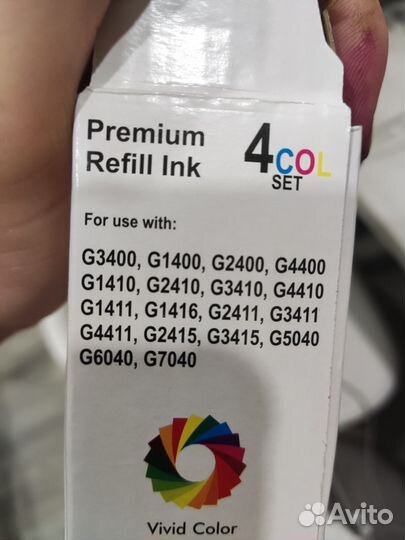 Premium
Refill Ink
4COL
SET
For use with:
G3400, G1400, G2400, G4400
G1410, G2410, G3410, G4410
G1411, G1416, G2411, G3411
G4411, G2415, G3415, G5040
G6040, G7040
Vivid Color
Avito